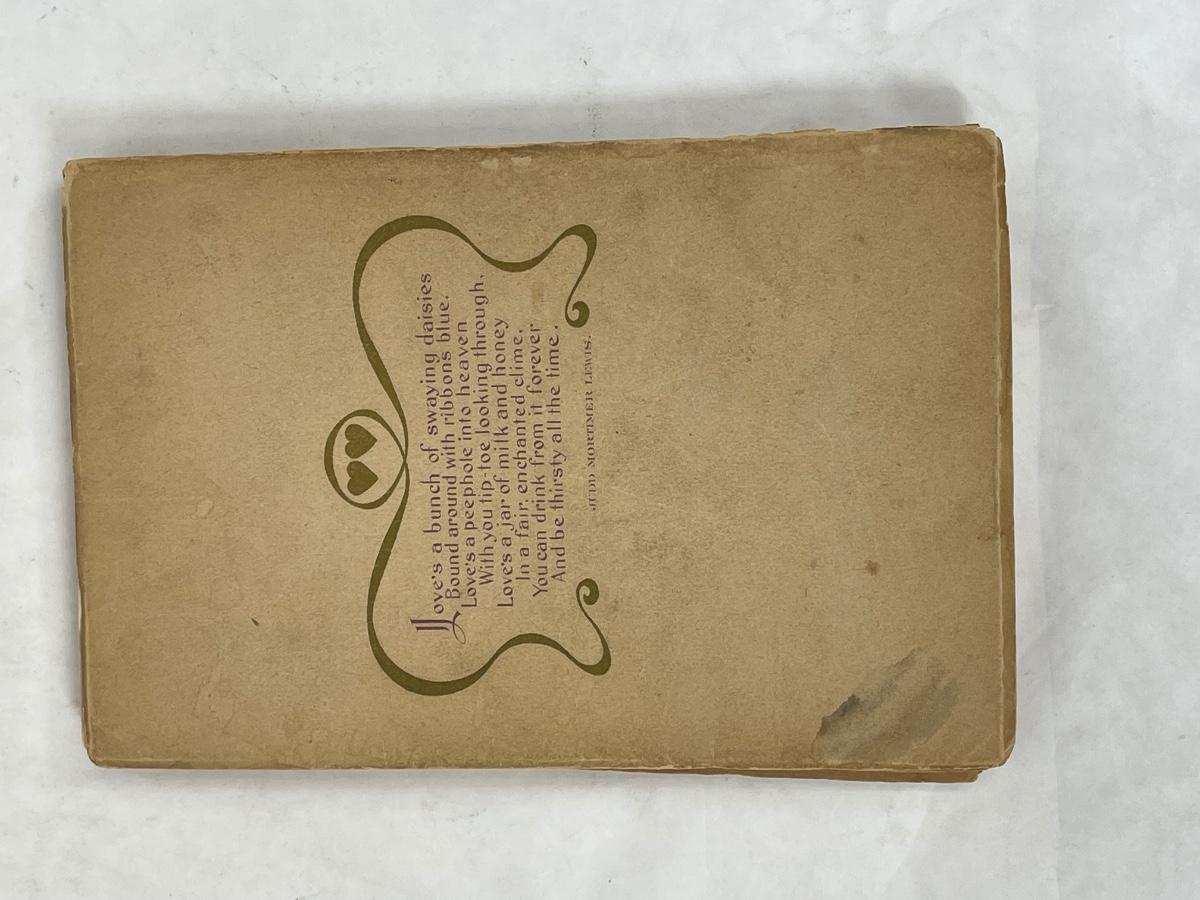 Love's a bunch of swaying daisies
Bound around with ribbons blue.
Love's a peephole into heaven
With you tip-toe looking through.
Love's a jar of milk and honey
In a fair, enchanted clime.
You can drink from it forever
And be thirsty all the time.
JUDD MORTIMER LEWIS.